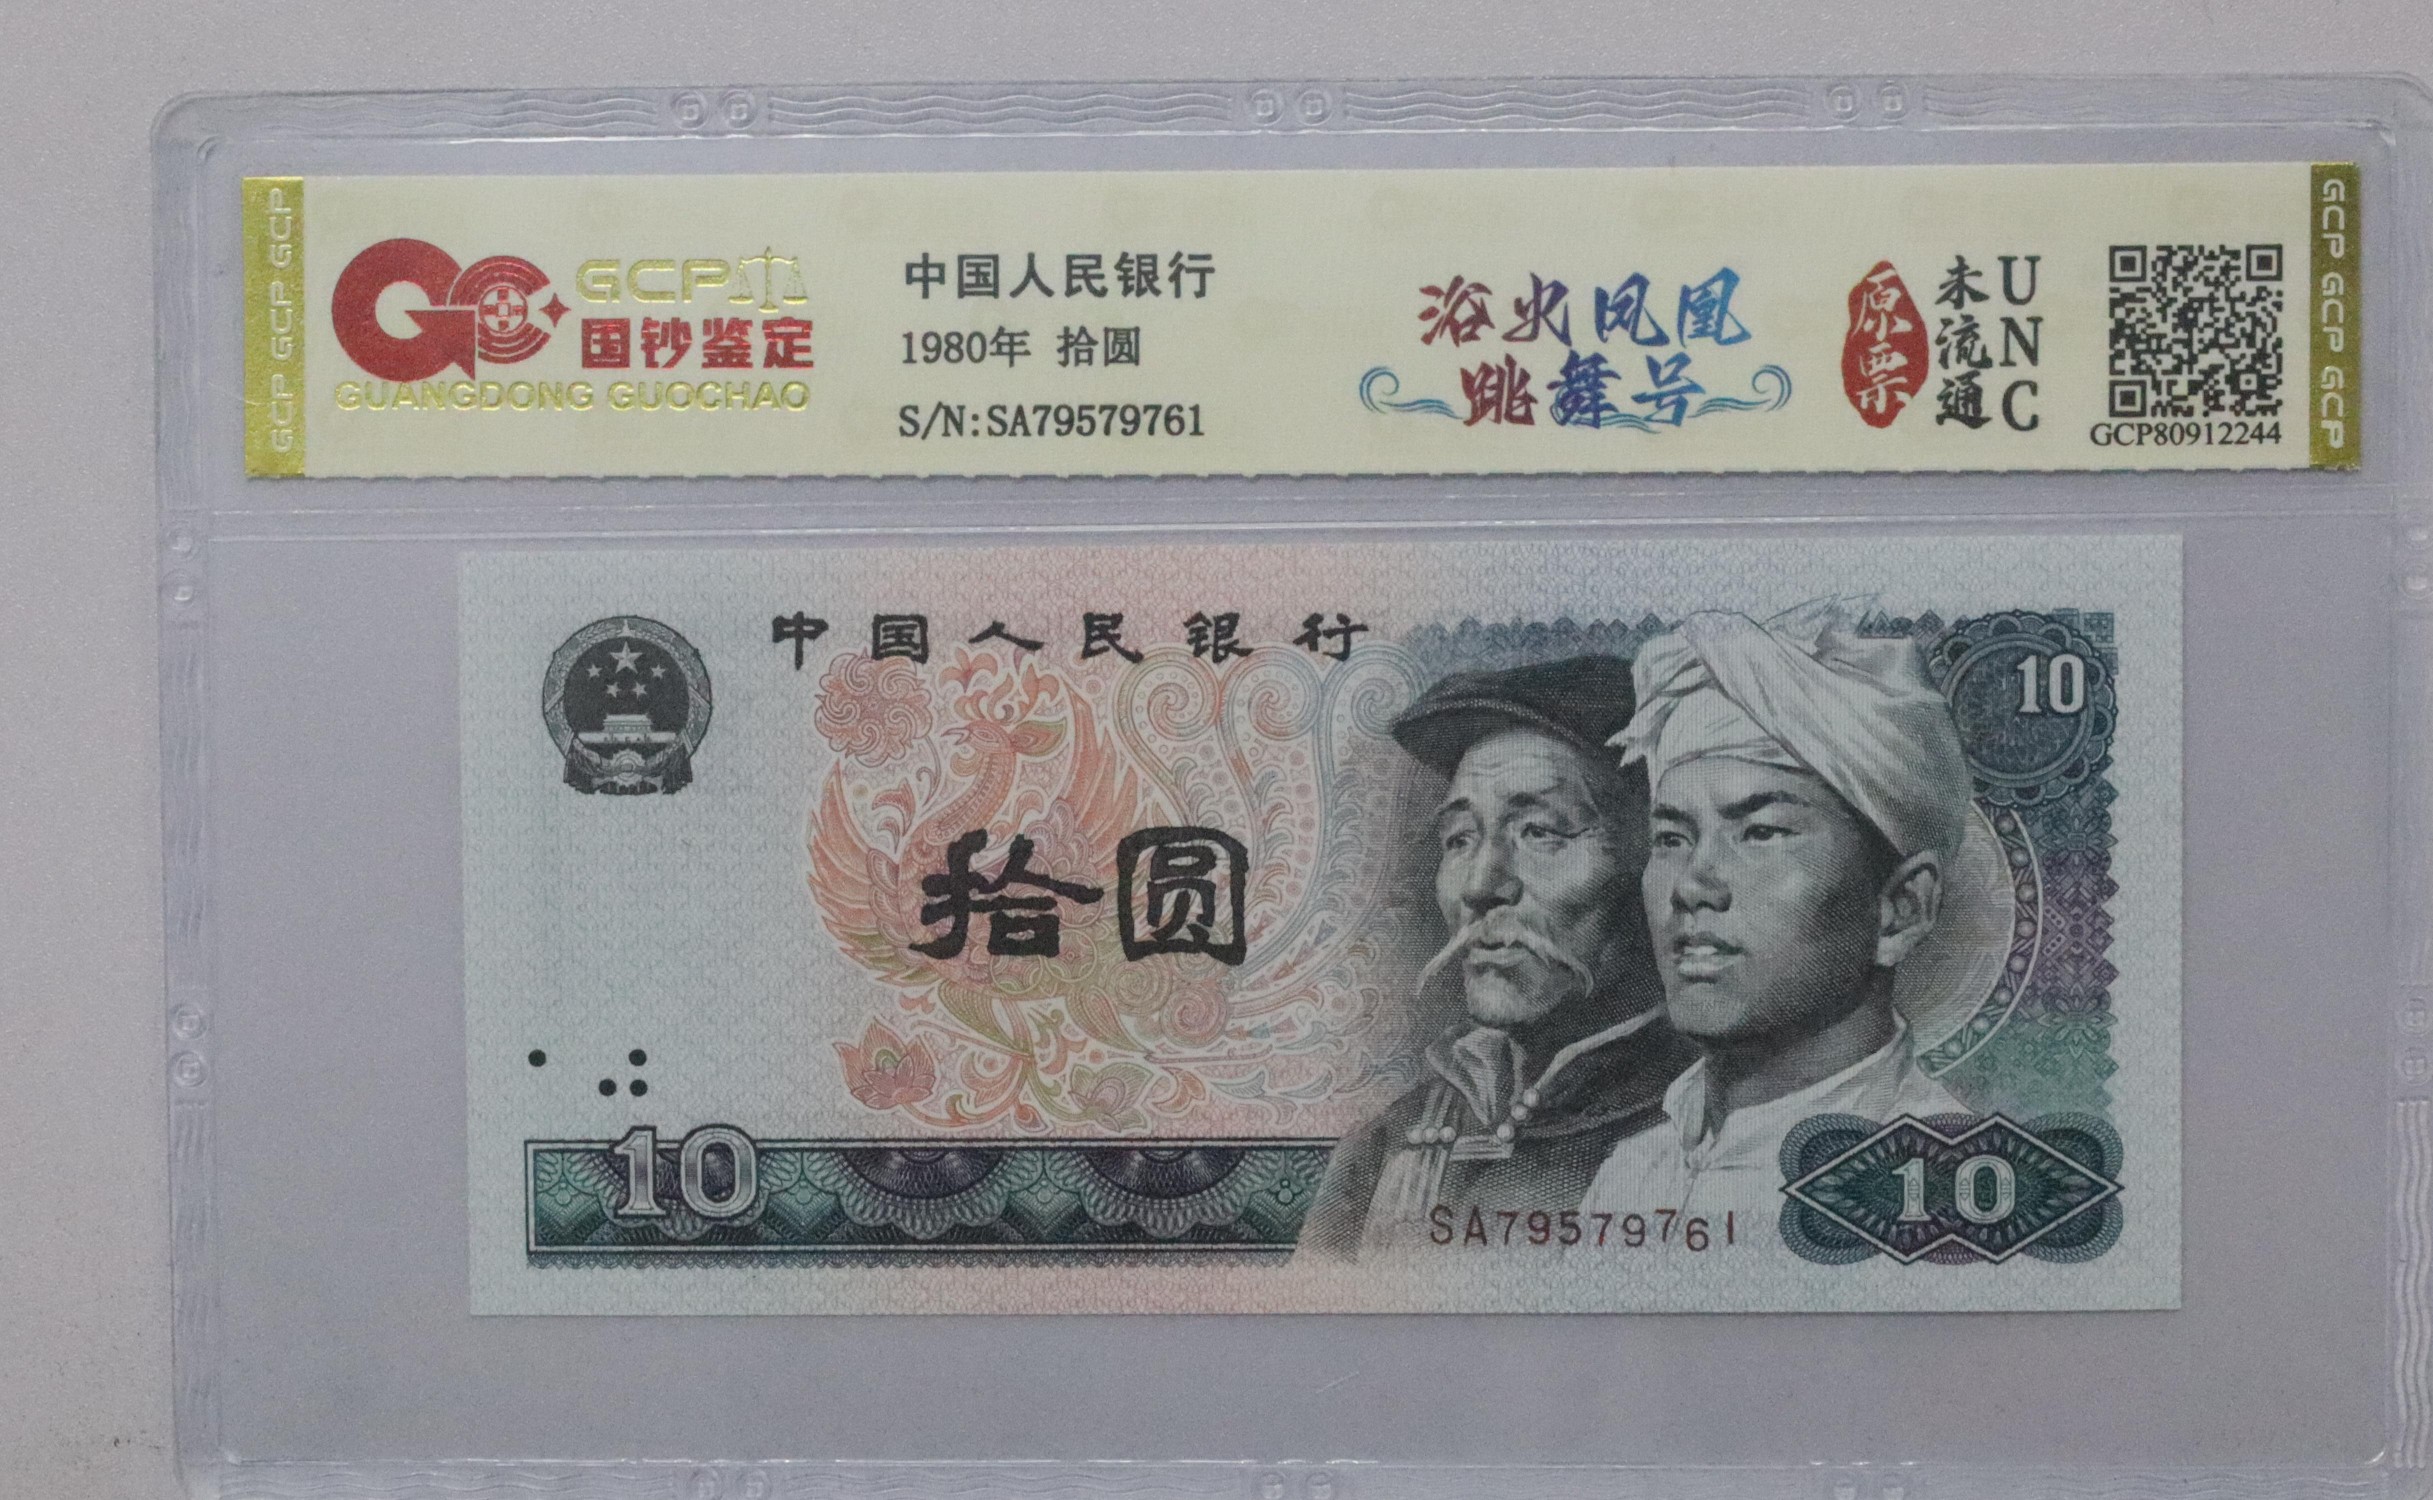 GCP GCP GCP
GCP
国钞鉴定
GUANGDONG GUOCHAO
中国人民银行
1980年 拾圆
S/N:SA79579761
浴火凤凰
跳舞号
原票
未流通
UNC
GCP80912244
GCP GCP GCP
中国人民银行
10
拾圆
10
SA79579761
10